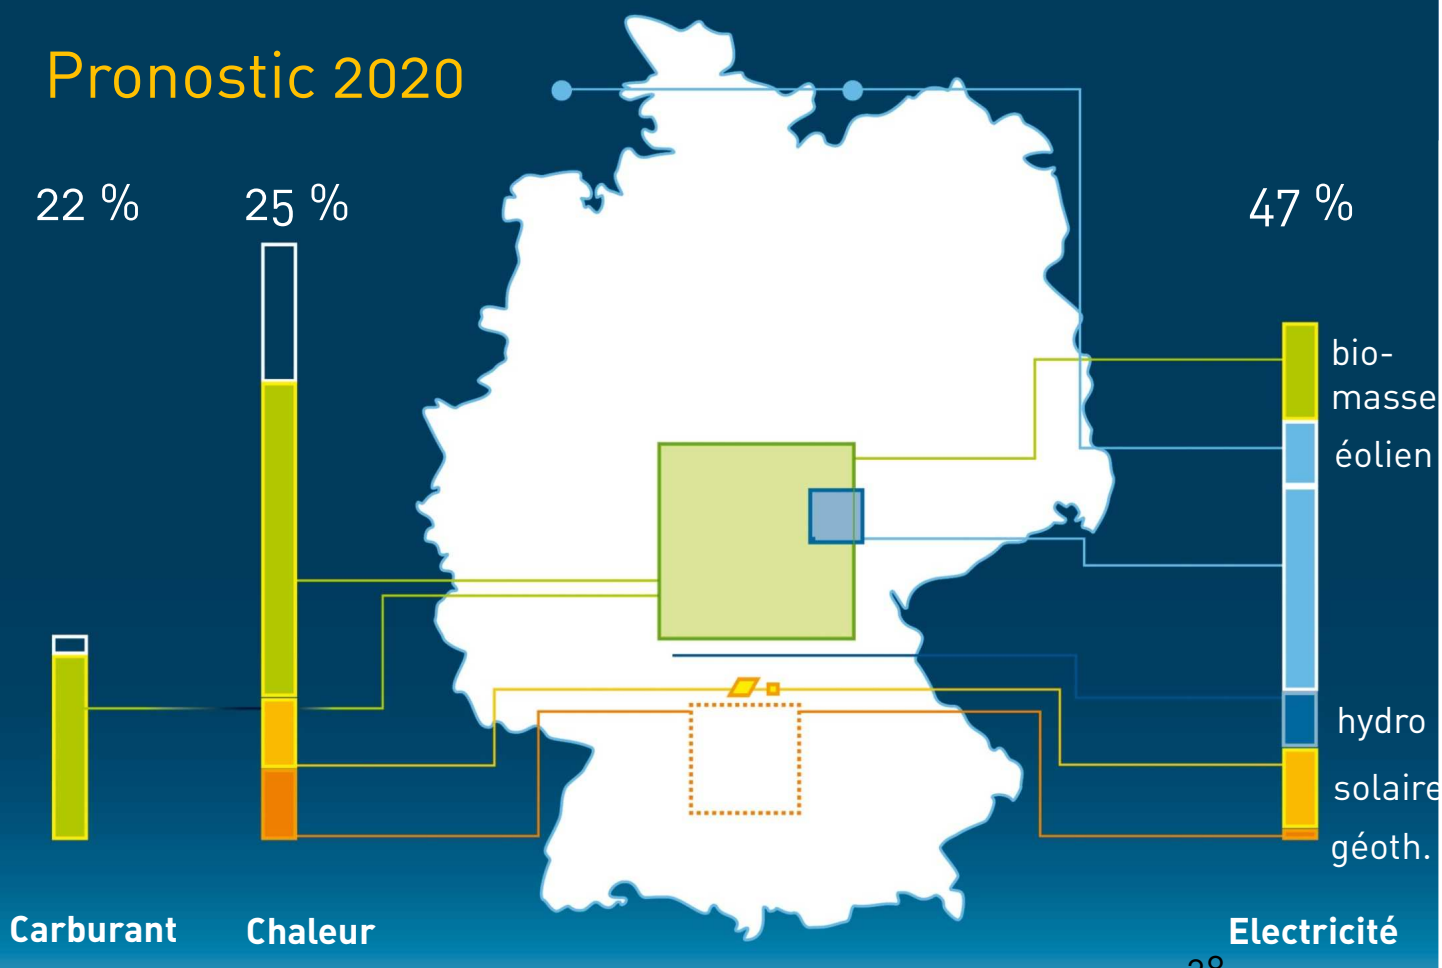 Pronostic 2020
22 %
25 %
47 %
bio-
masse
éolien
hydro
solaire
géoth.
Carburant
Chaleur
Electricité